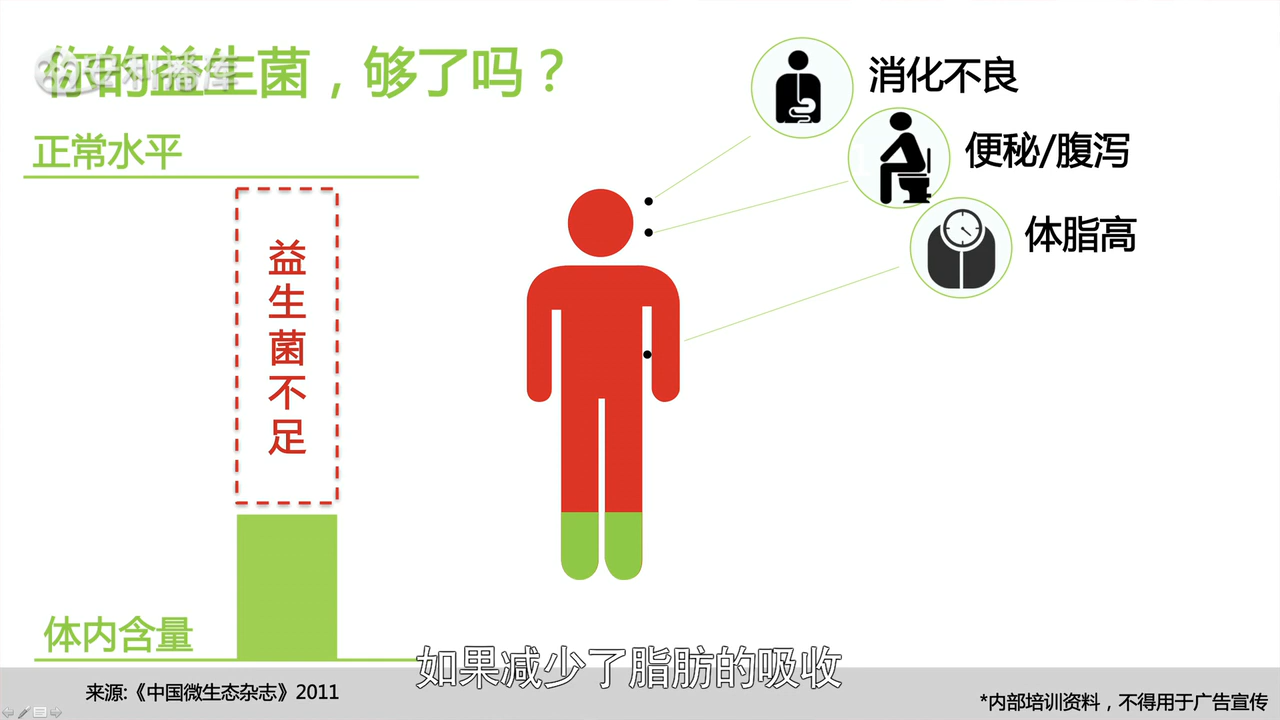 你的益生菌，够了吗？
正常水平
益生菌不足
体内含量
消化不良
便秘/腹泻
体脂高
如果减少了脂肪的吸收
来源:《中国微生态杂志》2011
*内部培训资料，不得用于广告宣传